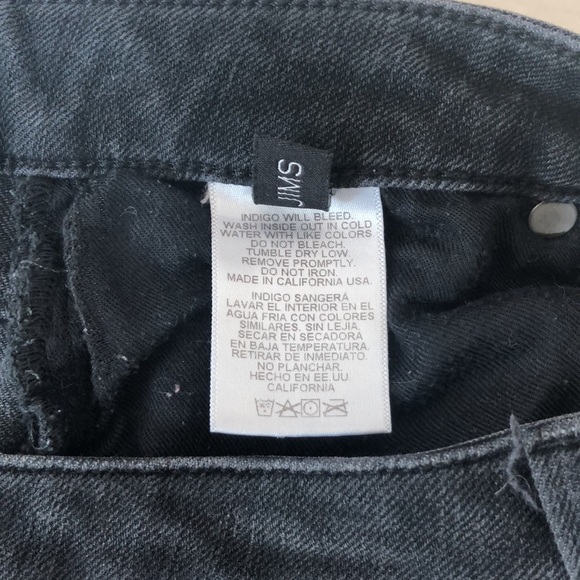 JIMS
INDIGO WILL BLEED.
WASH INSIDE OUT IN COLD
WATER WITH LIKE COLORS.
DO NOT BLEACH.
TUMBLE DRY LOW.
REMOVE PROMPTLY.
DO NOT IRON.
MADE IN CALIFORNIA USA.
INDIGO SANGERÁ
LAVAR EL INTERIOR EN EL
AGUA FRIA CON COLORES
SIMILARES. SIN LEJIA.
SECAR EN SECADORA
EN BAJA TEMPERATURA.
RETIRAR DE INMEDIATO.
NO PLANCHAR.
HECHO EN EE.UU.
CALIFORNIA